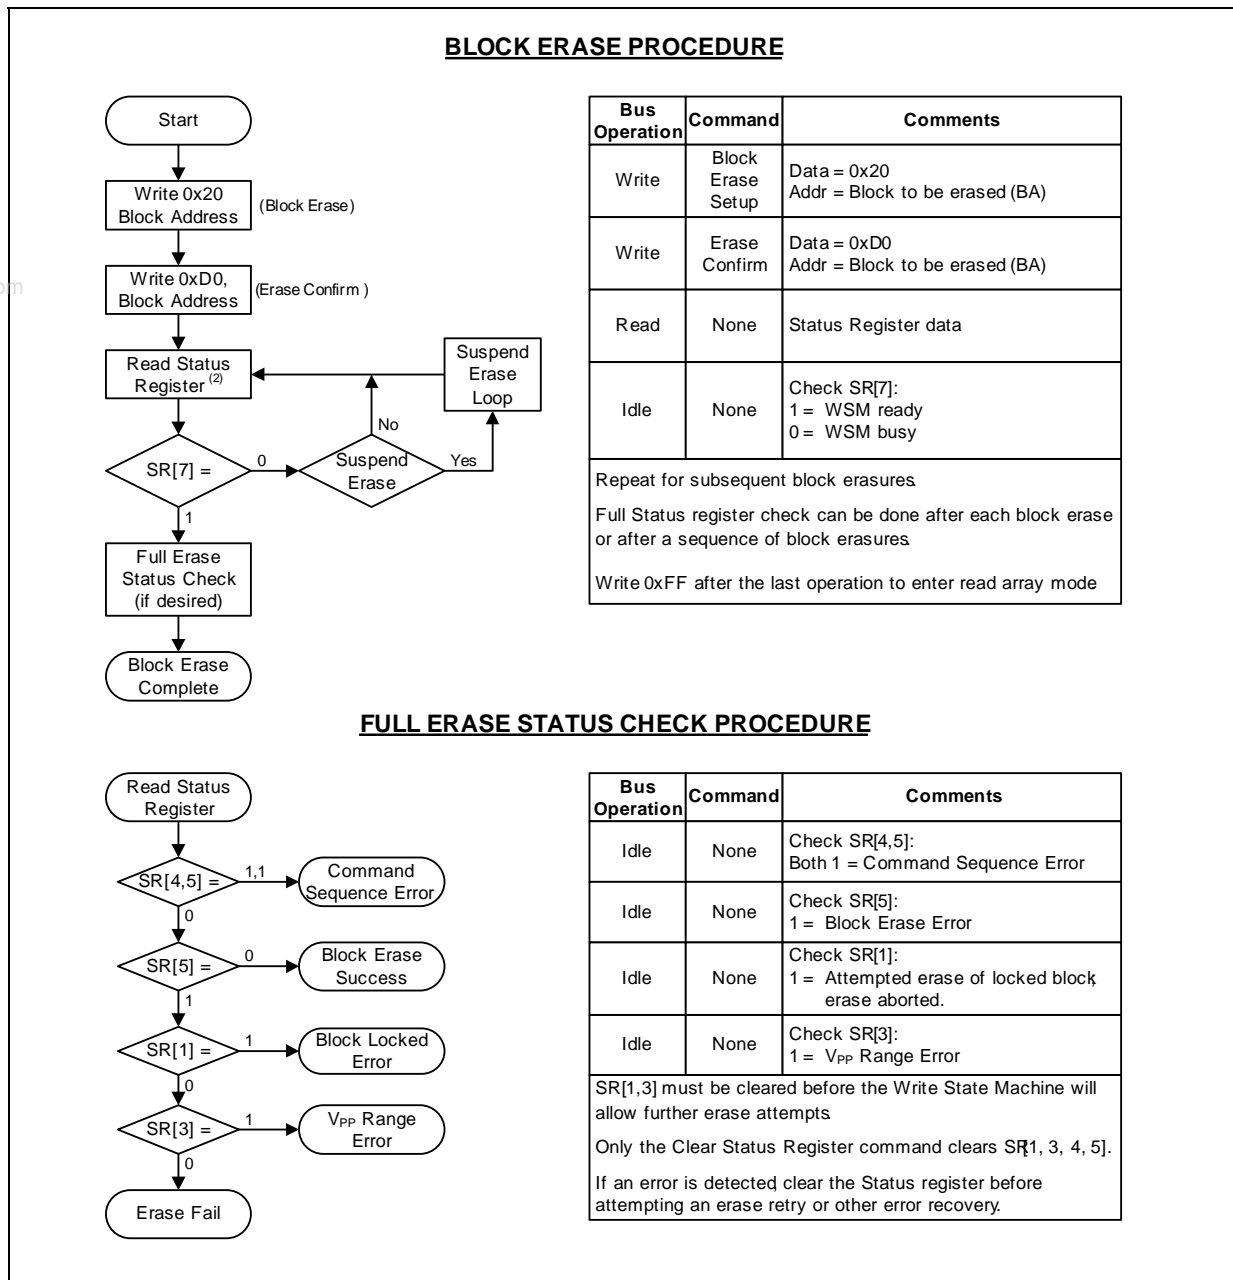 BLOCK ERASE PROCEDURE
Start
Write 0x20
Block Address
(Block Erase)
Write 0xD0,
Block Address
(Erase Confirm )
om
Read Status
Register (2)
Suspend
Erase
Loop
No
SR[7] =
0
Suspend
Erase
Yes
1
Full Erase
Status Check
(if desired)
Block Erase
Complete
Bus
Operation
Command
Comments
Write
Block
Erase
Setup
Data = 0x20
Addr = Block to be erased (BA)
Write
Erase
Confirm
Data = 0xD0
Addr = Block to be erased (BA)
Read
None
Status Register data
Idle
None
Check SR[7]:
1 = WSM ready
0 = WSM busy
Repeat for subsequent block erasures.
Full Status register check can be done after each block erase
or after a sequence of block erasures.
Write 0xFF after the last operation to enter read array mode
FULL ERASE STATUS CHECK PROCEDURE
Read Status
Register
SR[4,5] =
1,1
Command
Sequence Error
0
SR[5] =
0
Block Erase
Success
1
SR[1] =
1
Block Locked
Error
0
SR[3] =
1
VPP Range
Error
0
Erase Fail
Bus
Operation
Command
Comments
Idle
None
Check SR[4,5]:
Both 1 = Command Sequence Error
Idle
None
Check SR[5]:
1 = Block Erase Error
Idle
None
Check SR[1]:
1 = Attempted erase of locked block,
erase aborted.
Idle
None
Check SR[3]:
1 = VPP Range Error
SR[1,3] must be cleared before the Write State Machine will
allow further erase attempts.
Only the Clear Status Register command clears SR[1, 3, 4, 5].
If an error is detected, clear the Status register before
attempting an erase retry or other error recovery.